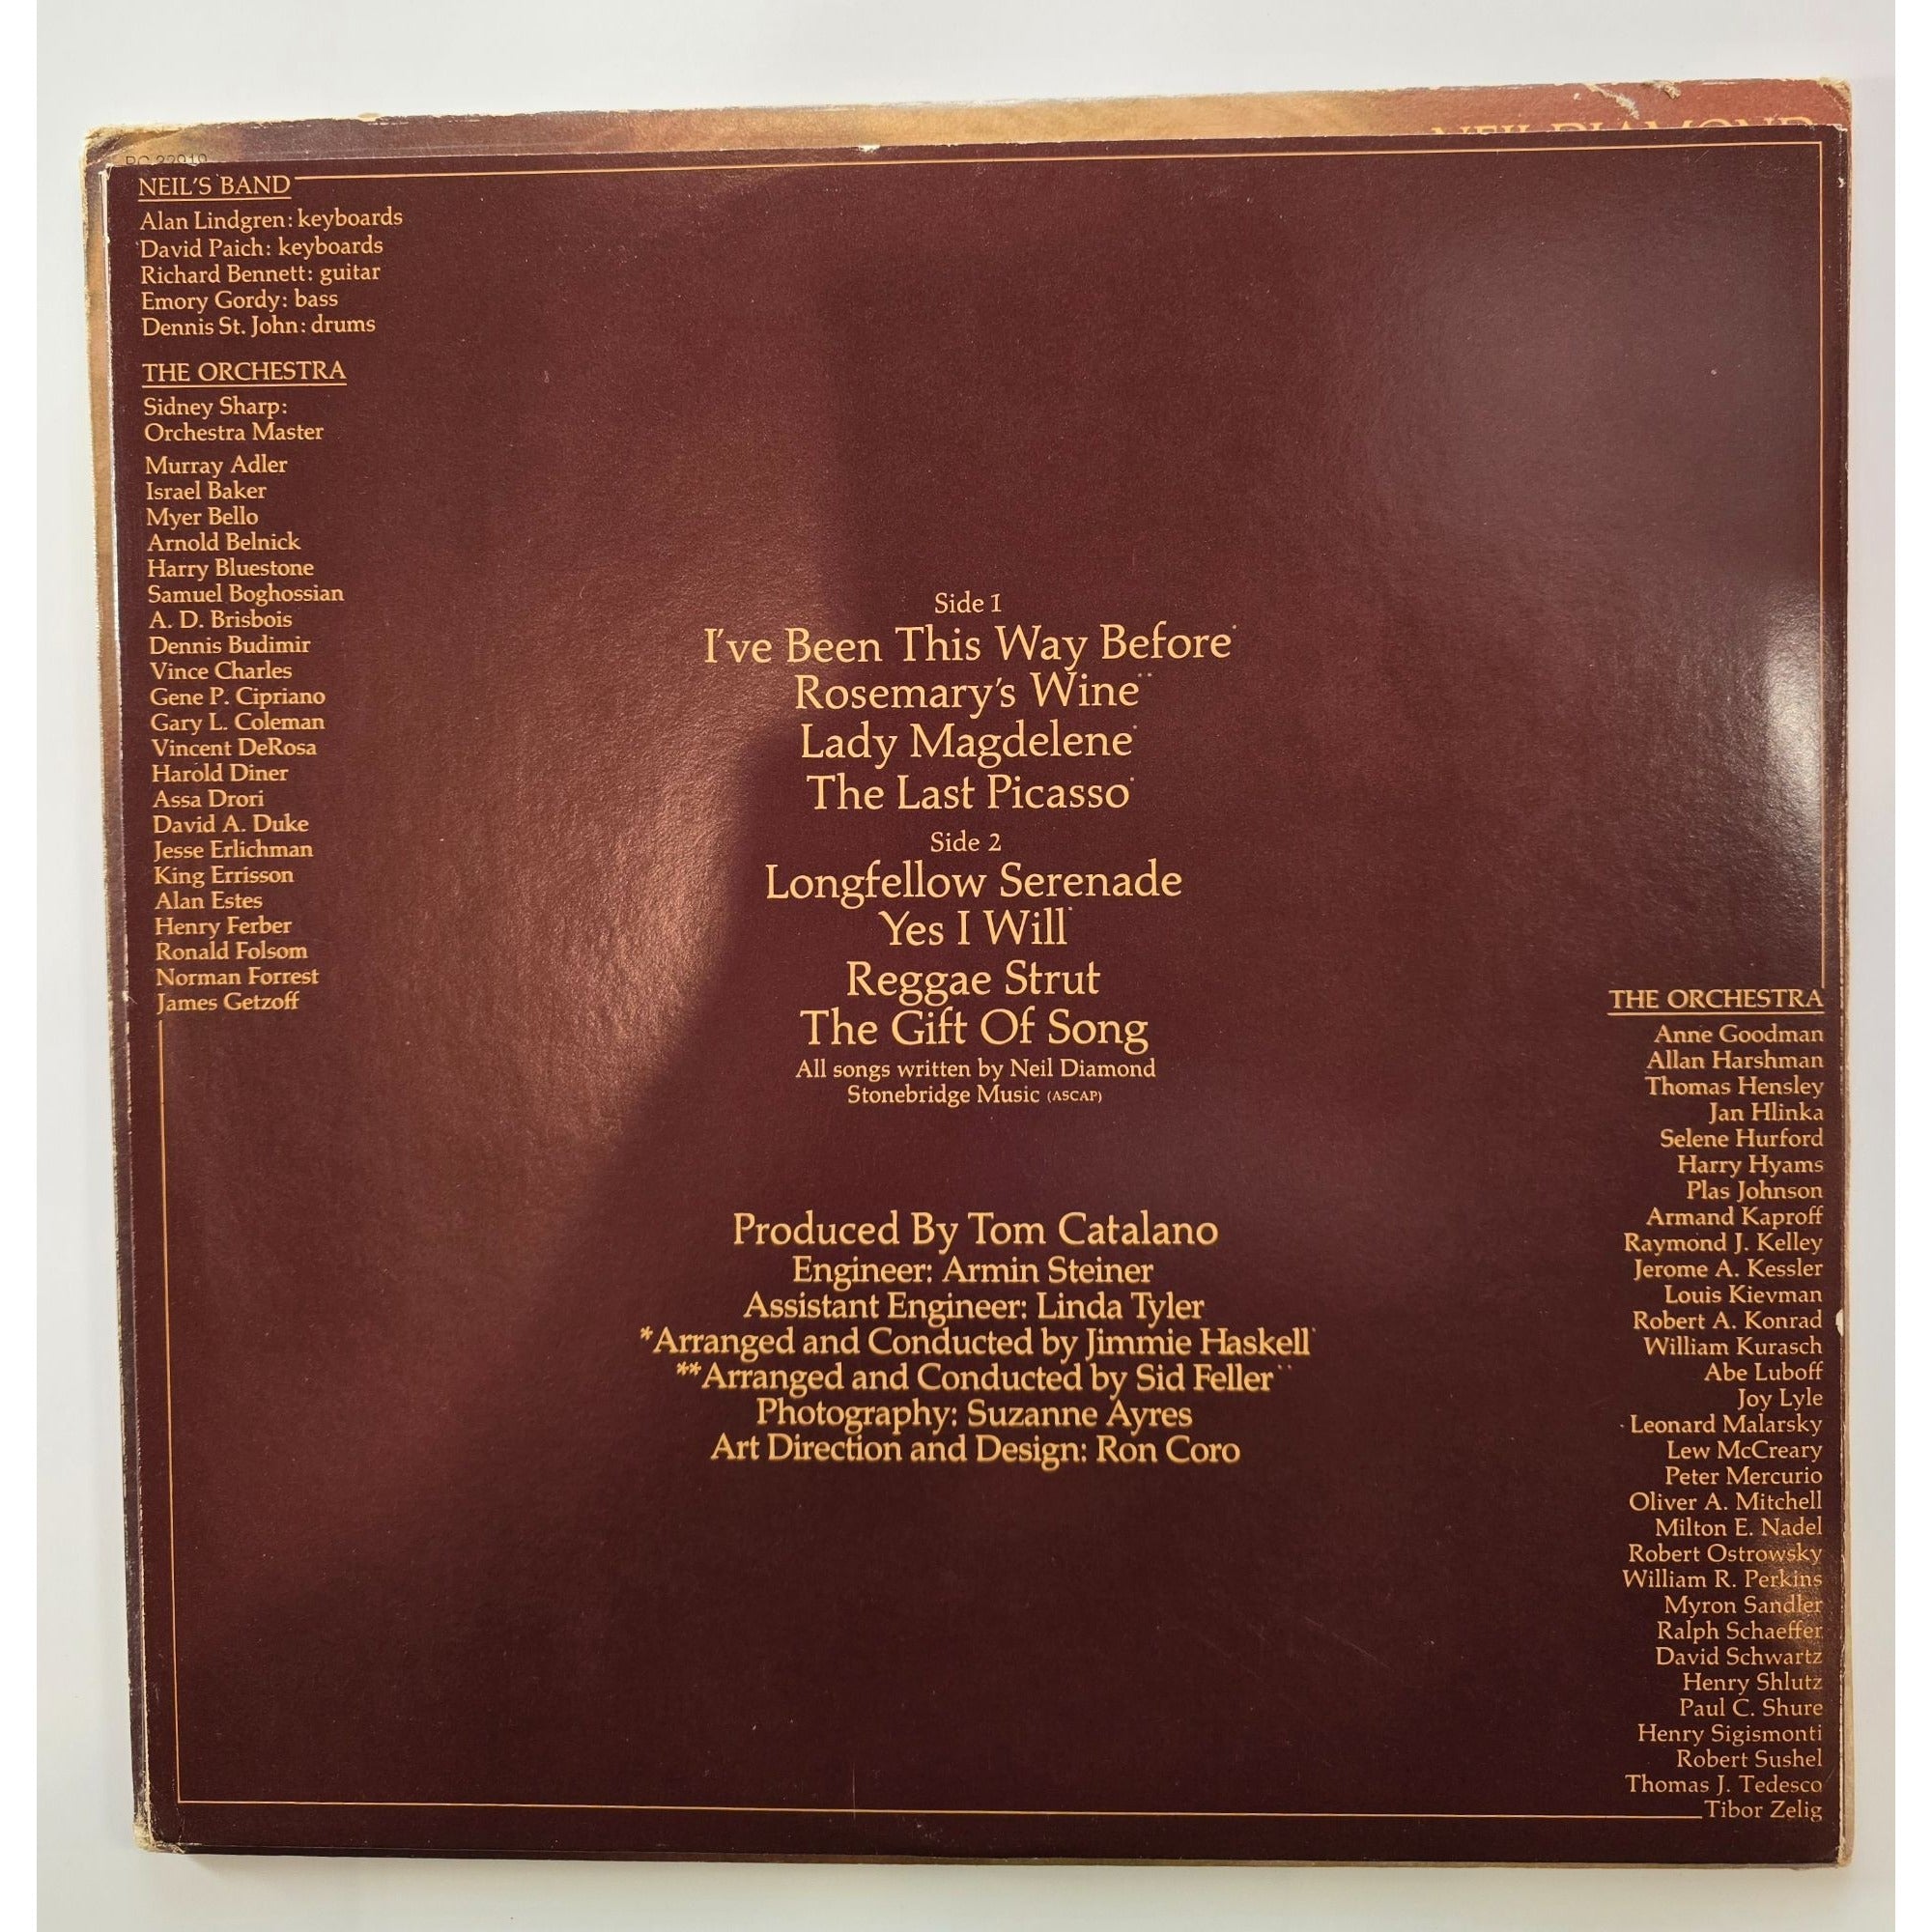 NEIL DIAMOND
PC 32919
NEIL'S BAND
Alan Lindgren: keyboards
David Paich: keyboards
Richard Bennett: guitar
Emory Gordy: bass
Dennis St. John: drums
THE ORCHESTRA
Sidney Sharp:
Orchestra Master
Murray Adler
Israel Baker
Myer Bello
Arnold Belnick
Harry Bluestone
Samuel Boghossian
A. D. Brisbois
Dennis Budimir
Vince Charles
Gene P. Cipriano
Gary L. Coleman
Vincent DeRosa
Harold Diner
Assa Drori
David A. Duke
Jesse Erlichman
King Errisson
Alan Estes
Henry Ferber
Ronald Folsom
Norman Forrest
James Getzoff
Side 1
I've Been This Way Before*
Rosemary's Wine**
Lady Magdelene*
The Last Picasso*
Side 2
Longfellow Serenade
Yes I Will*
Reggae Strut
The Gift Of Song
All songs written by Neil Diamond
Stonebridge Music (ASCAP)
Produced By Tom Catalano
Engineer: Armin Steiner
Assistant Engineer: Linda Tyler
*Arranged and Conducted by Jimmie Haskell*
**Arranged and Conducted by Sid Feller**
Photography: Suzanne Ayres
Art Direction and Design: Ron Coro
THE ORCHESTRA
Anne Goodman
Allan Harshman
Thomas Hensley
Jan Hlinka
Selene Hurford
Harry Hyams
Plas Johnson
Armand Kaproff
Raymond J. Kelley
Jerome A. Kessler
Louis Kievman
Robert A. Konrad
William Kurasch
Abe Luboff
Joy Lyle
Leonard Malarsky
Lew McCreary
Peter Mercurio
Oliver A. Mitchell
Milton E. Nadel
Robert Ostrowsky
William R. Perkins
Myron Sandler
Ralph Schaeffer
David Schwartz
Henry Shlutz
Paul C. Shure
Henry Sigismonti
Robert Sushel
Thomas J. Tedesco
Tibor Zelig